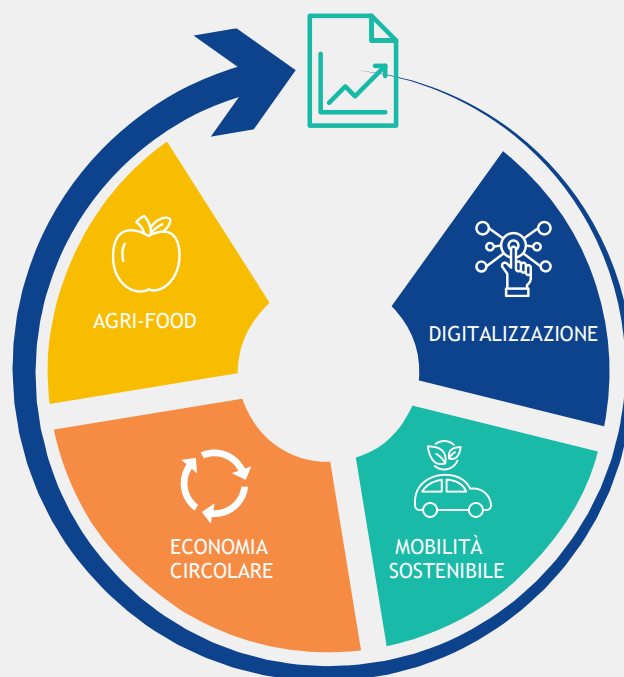 AGRI-FOOD
DIGITALIZZAZIONE
ECONOMIA
CIRCOLARE
MOBILITÀ
SOSTENIBILE